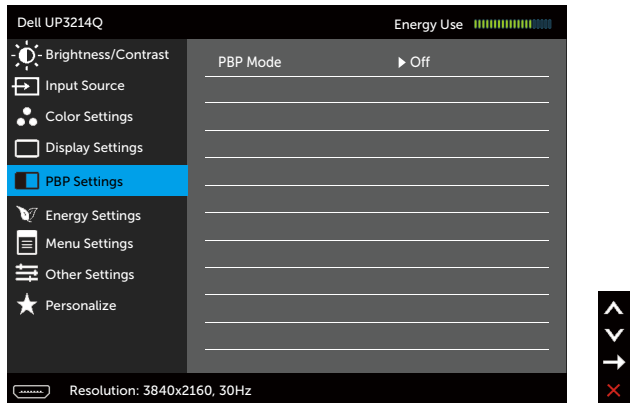 Dell UP3214Q
Energy Use
Brightness/Contrast
PBP Mode
Off
Input Source
Color Settings
Display Settings
PBP Settings
Energy Settings
Menu Settings
Other Settings
Personalize
Resolution: 3840x2160, 30Hz